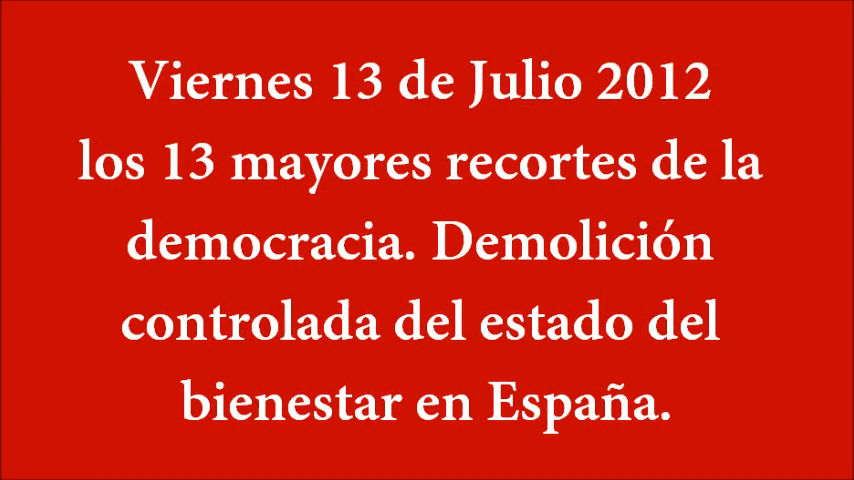 Viernes 13 de Julio 2012
los 13 mayores recortes de la
democracia. Demolición
controlada del estado del
bienestar en España.